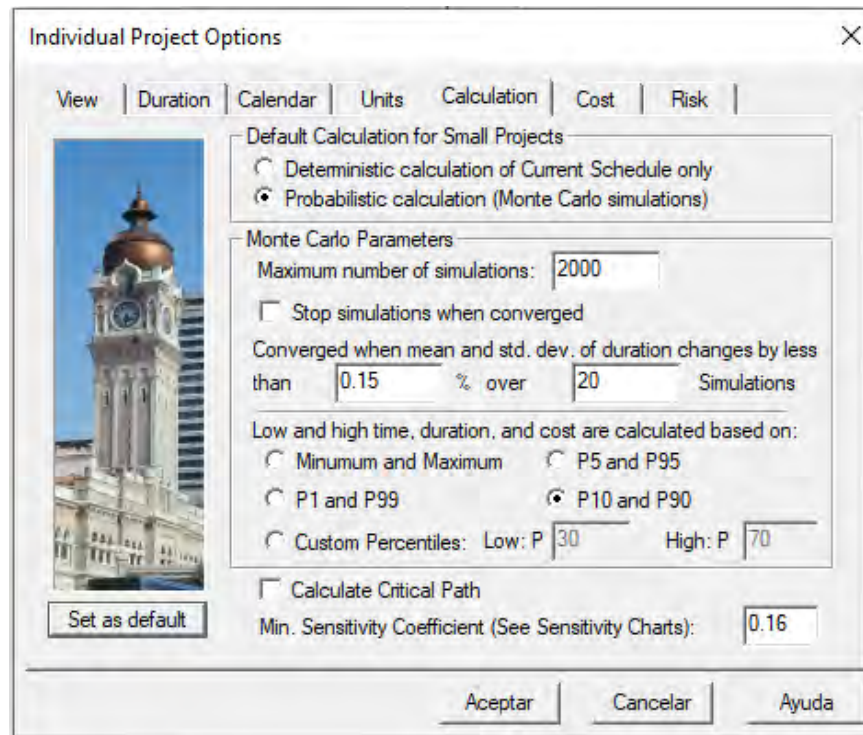 Individual Project Options
View Duration Calendar Units Calculation Cost Risk
Default Calculation for Small Projects
Deterministic calculation of Current Schedule only
Probabilistic calculation (Monte Carlo simulations)
Monte Carlo Parameters
Maximum number of simulations: 2000
Stop simulations when converged
Converged when mean and std. dev. of duration changes by less
than 0.15 % over 20 Simulations
Low and high time, duration, and cost are calculated based on:
Minumum and Maximum P5 and P95
P1 and P99 P10 and P90
Custom Percentiles: Low: P 30 High: P 70
Calculate Critical Path
Set as default
Min. Sensitivity Coefficient (See Sensitivity Charts): 0.16
Aceptar Cancelar Ayuda